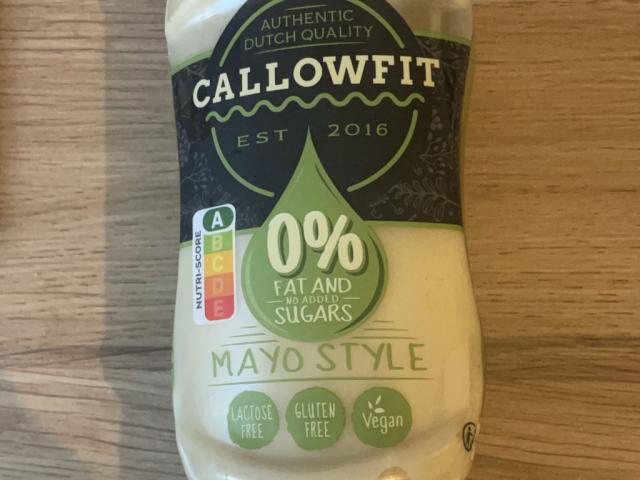 AUTHENTIC
DUTCH QUALITY
CALLOWFIT
EST 2016
0%
FAT AND
NO ADDED
SUGARS
NUTRI-SCORE
A
B
C
D
E
MAYO STYLE
LACTOSE
FREE
GLUTEN
FREE
Vegan